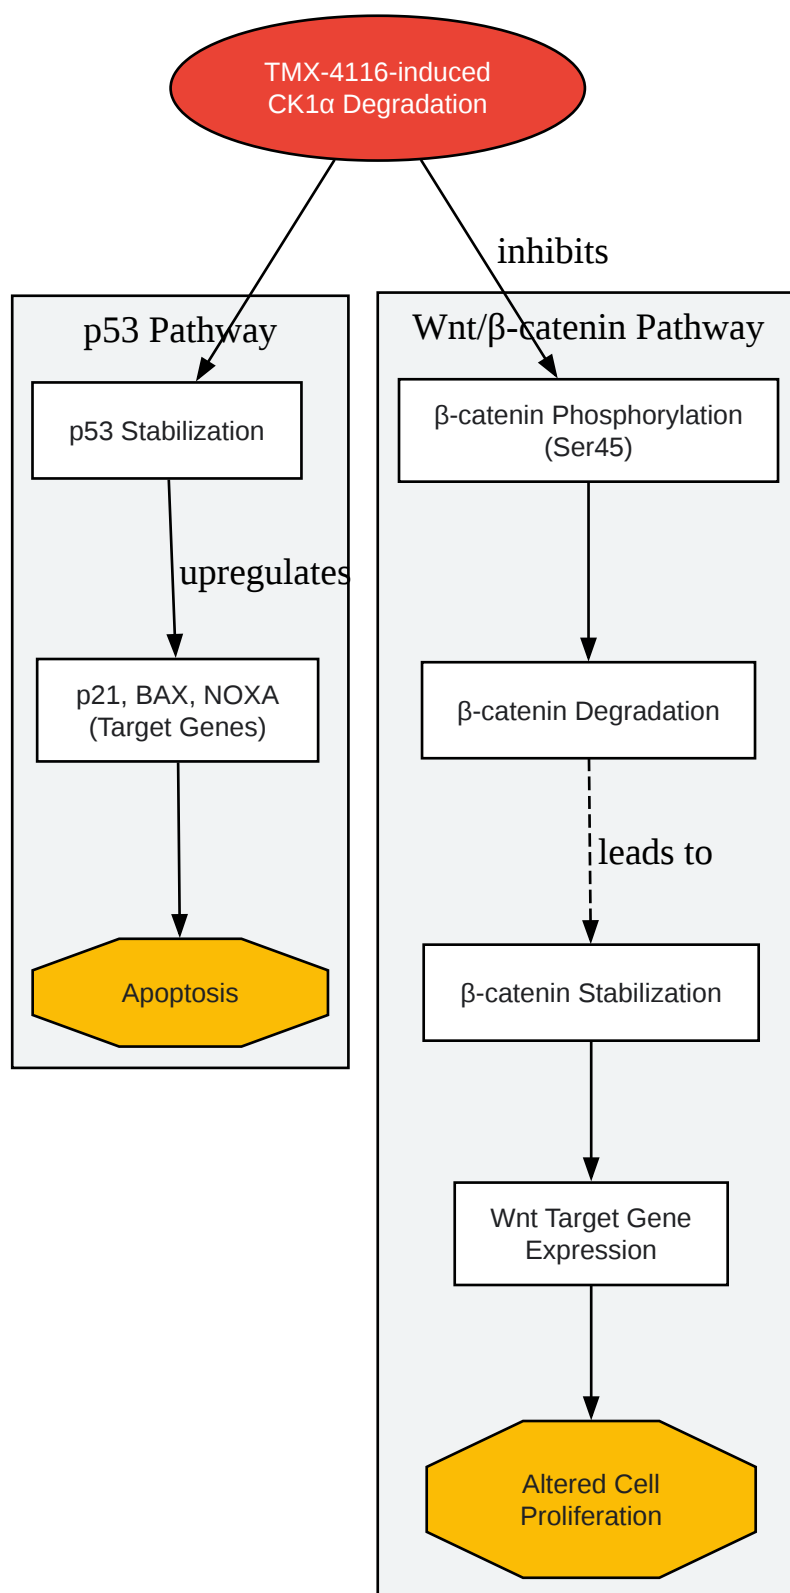 TMX-4116-induced
CK1α Degradation
inhibits
p53 Pathway
p53 Stabilization
upregulates
p21, BAX, NOXA
(Target Genes)
Apoptosis
Wnt/β-catenin Pathway
β-catenin Phosphorylation
(Ser45)
β-catenin Degradation
leads to
β-catenin Stabilization
Wnt Target Gene
Expression
Altered Cell
Proliferation